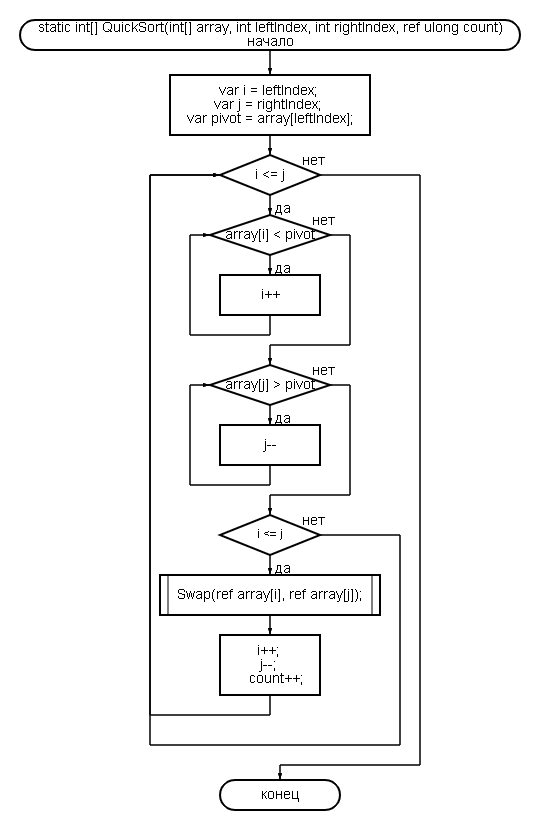 static int[] QuickSort(int[] array, int leftIndex, int rightIndex, ref ulong count)
начало
var i = leftIndex;
var j = rightIndex;
var pivot = array[leftIndex];
нет
i <= j
да
нет
array[i] < pivot
да
i++
нет
array[j] > pivot
да
j--
нет
i <= j
да
Swap(ref array[i], ref array[j]);
i++;
j--;
count++;
конец